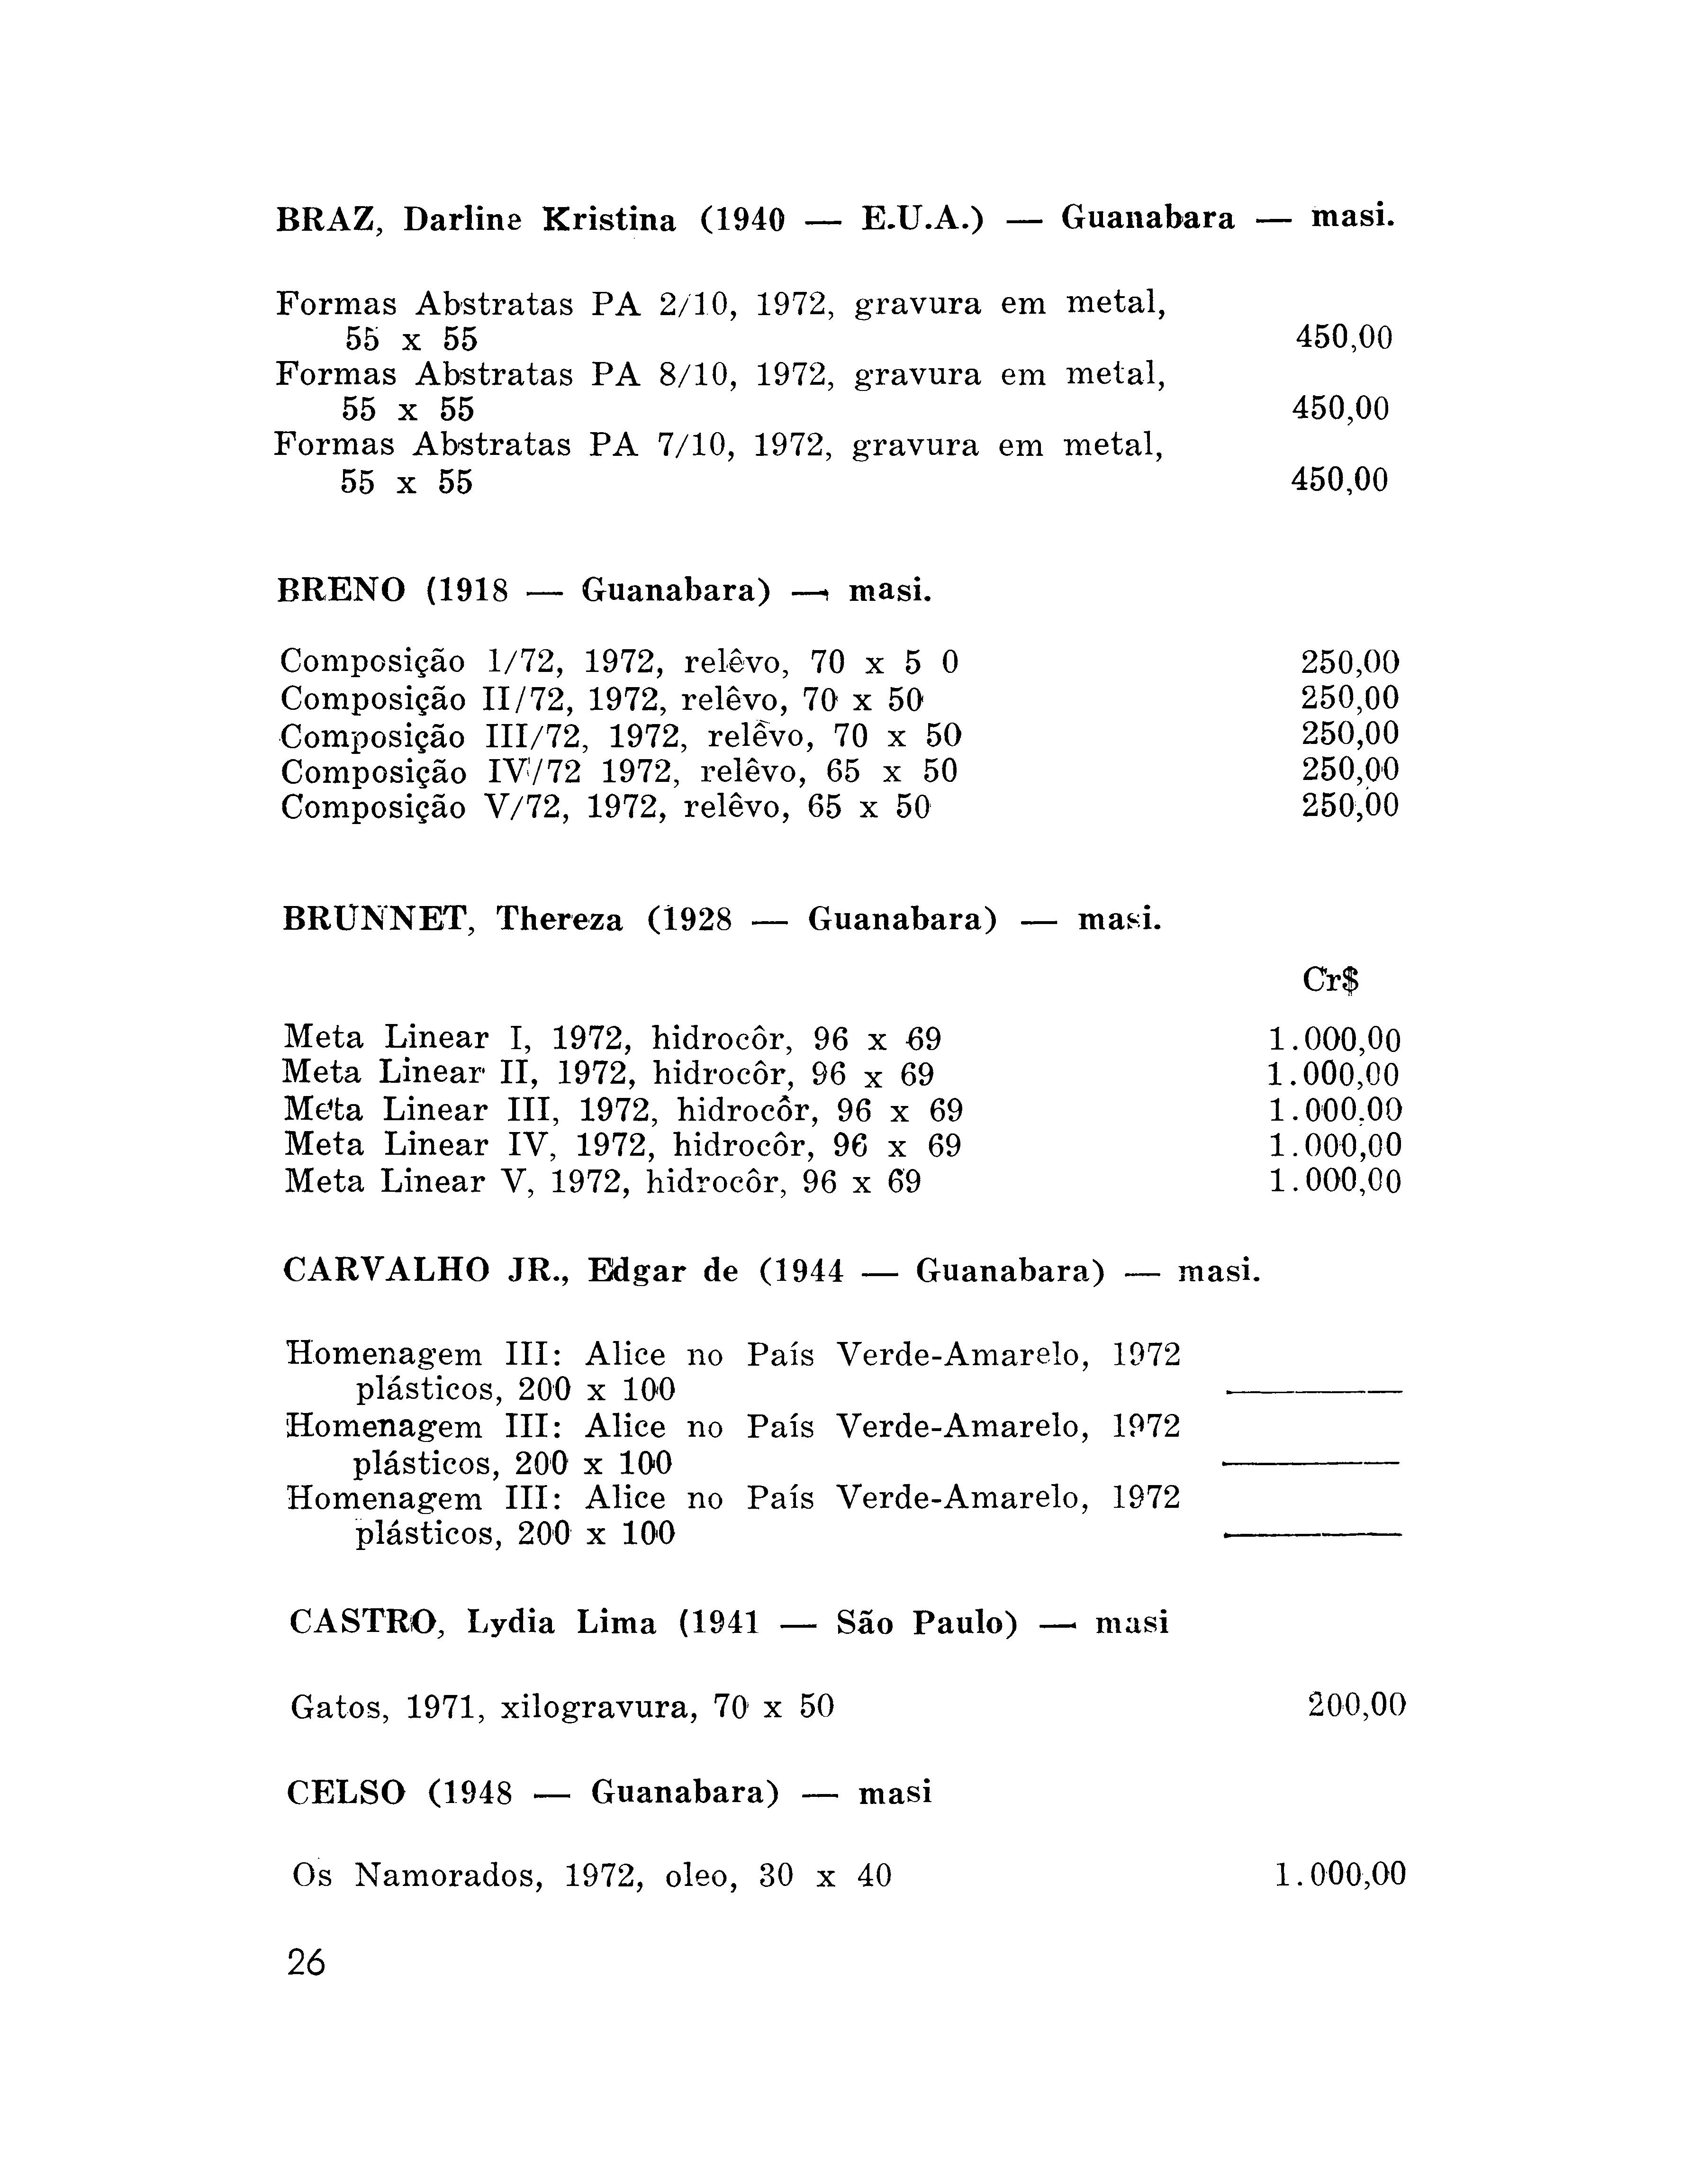 BRAZ, Darline Kristina (1940 — E.U.A.) — Guanabara — masi.
Formas Abstratas PA 2/10, 1972, gravura em metal,
55 x 55 450,00
Formas Abstratas PA 8/10, 1972, gravura em metal,
55 x 55 450,00
Formas Abstratas PA 7/10, 1972, gravura em metal,
55 x 55 450,00
BRENO (1918 — Guanabara) — masi.
Composição 1/72, 1972, relêvo, 70 x 5 0 250,00
Composição II/72, 1972, relêvo, 70 x 50 250,00
Composição III/72, 1972, relêvo, 70 x 50 250,00
Composição IV/72 1972, relêvo, 65 x 50 250,00
Composição V/72, 1972, relêvo, 65 x 50 250,00
BRUNNET, Thereza (1928 — Guanabara) — masi.
Cr$
Meta Linear I, 1972, hidrocôr, 96 x 69 1.000,00
Meta Linear II, 1972, hidrocôr, 96 x 69 1.000,00
Meta Linear III, 1972, hidrocôr, 96 x 69 1.000,00
Meta Linear IV, 1972, hidrocôr, 96 x 69 1.000,00
Meta Linear V, 1972, hidrocôr, 96 x 69 1.000,00
CARVALHO JR., Edgar de (1944 — Guanabara) — masi.
Homenagem III: Alice no País Verde-Amarelo, 1972
plásticos, 200 x 100 ————
Homenagem III: Alice no País Verde-Amarelo, 1972
plásticos, 200 x 100 ————
Homenagem III: Alice no País Verde-Amarelo, 1972
plásticos, 200 x 100 ————
CASTRO, Lydia Lima (1941 — São Paulo) — masi
Gatos, 1971, xilogravura, 70 x 50 200,00
CELSO (1948 — Guanabara) — masi
Os Namorados, 1972, oleo, 30 x 40 1.000,00
26